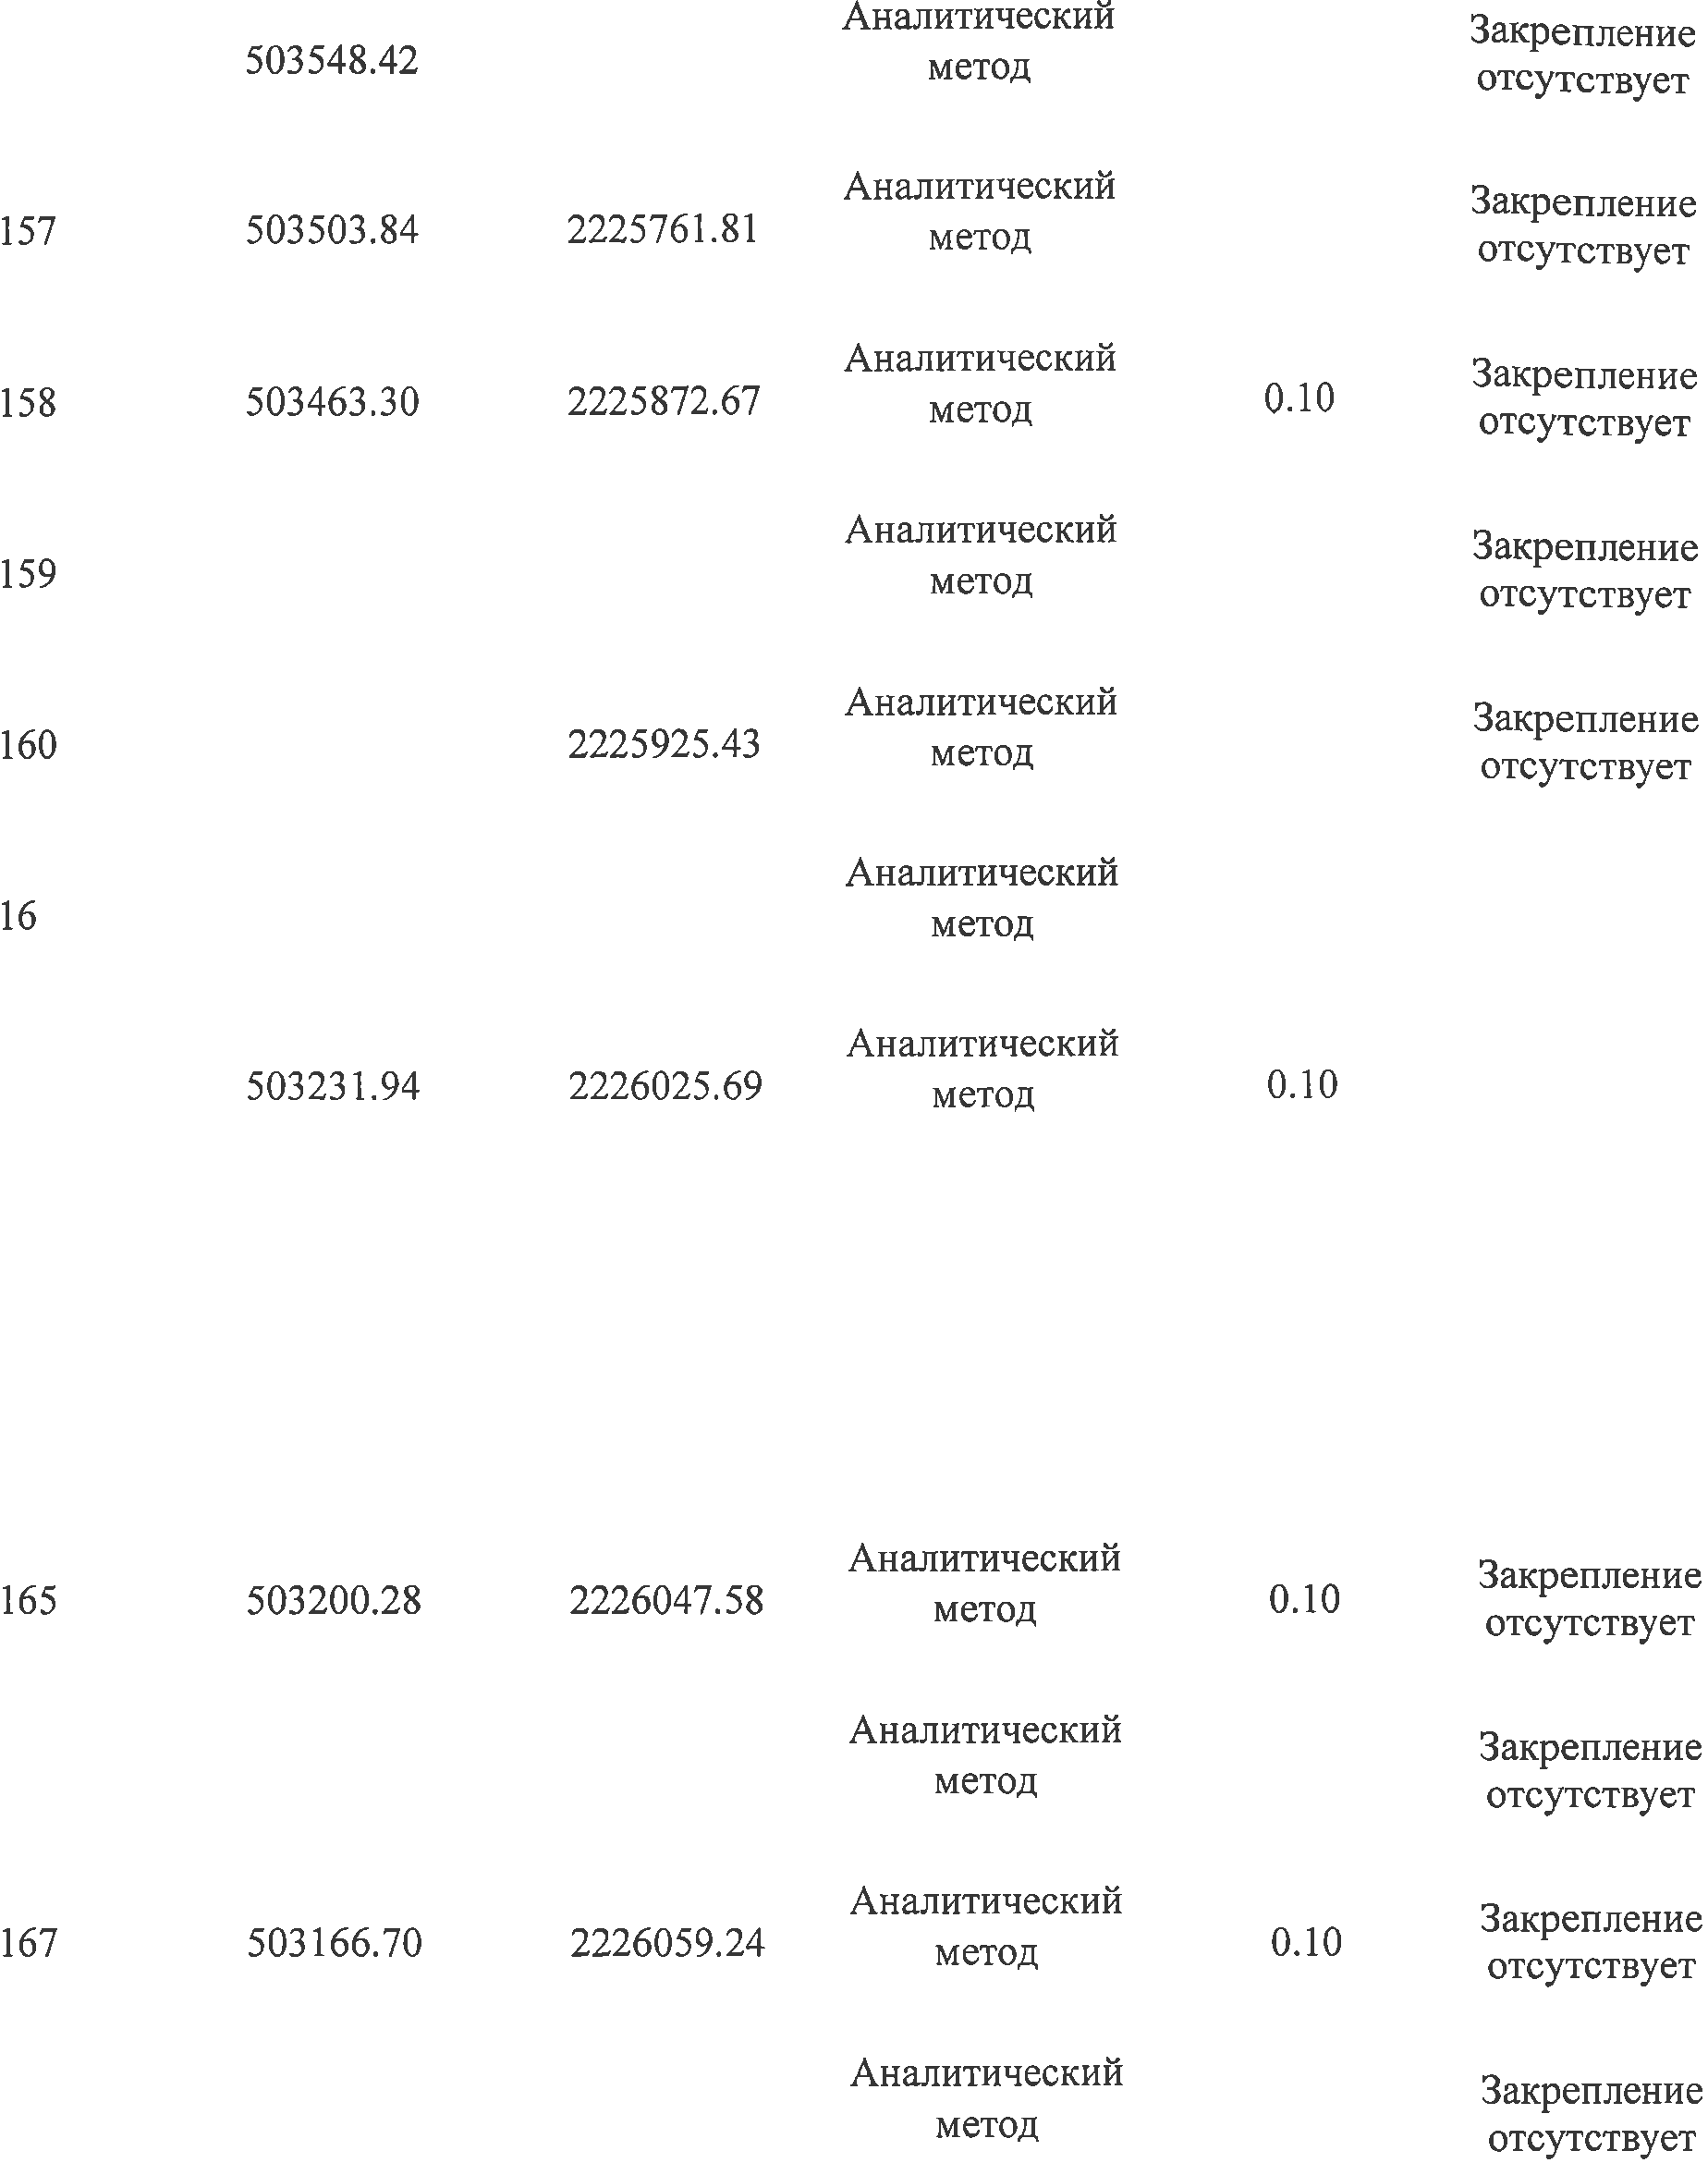 Аналитический
503548.42
метод
Закрепление
отсутствует
157
503503.84
2225761.81
Аналитический
метод
Закрепление
отсутствует
158
503463.30
2225872.67
Аналитический
метод
0.10
Закрепление
отсутствует
159
Аналитический
метод
Закрепление
отсутствует
160
2225925.43
Аналитический
метод
Закрепление
отсутствует
16
Аналитический
метод
503231.94
2226025.69
Аналитический
метод
0.10
165
503200.28
2226047.58
Аналитический
метод
0.10
Закрепление
отсутствует
Аналитический
метод
Закрепление
отсутствует
167
503166.70
2226059.24
Аналитический
метод
0.10
Закрепление
отсутствует
Аналитический
метод
Закрепление
отсутствует